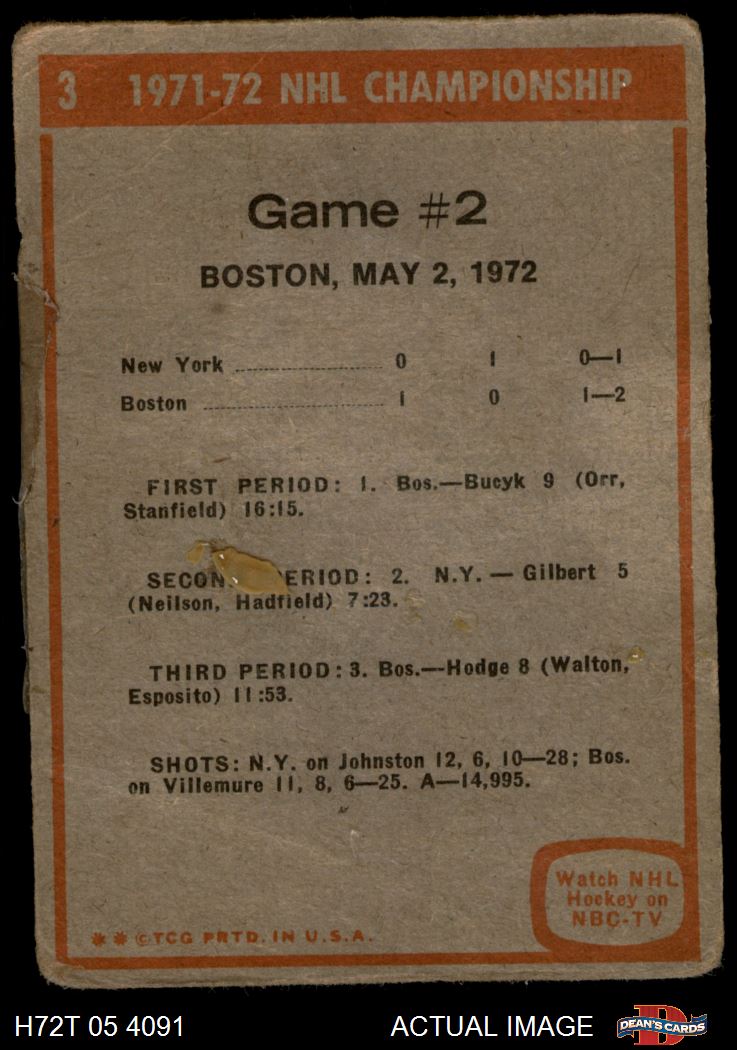 3 1971-72 NHL CHAMPIONSHIP
Game #2
BOSTON, MAY 2, 1972
New York 0 1 0—1
Boston 1 0 1—2
FIRST PERIOD: 1. Bos.—Bucyk 9 (Orr,
Stanfield) 16:15.
SECON ERIOD: 2. N.Y.— Gilbert 5
(Neilson, Hadfield) 7:23.
THIRD PERIOD: 3. Bos.—Hodge 8 (Walton,
Esposito) 11:53.
SHOTS: N.Y. on Johnston 12, 6, 10—28; Bos.
on Villemure 11, 8, 6—25. A—14,995.
Watch NHL
Hockey on
NBC-TV
** ©TCG PRTD. IN U.S.A.
H72T 05 4091 ACTUAL IMAGE DEAN'S CARDS